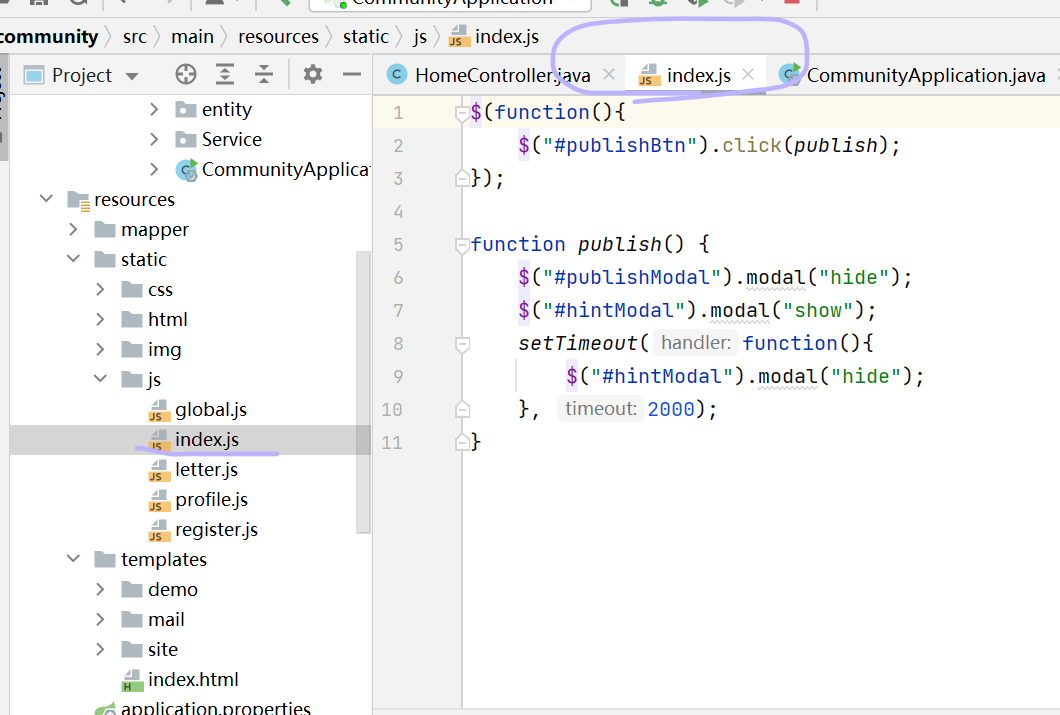 CommunityApplication
community src main resources static js index.js
Project
HomeController.java index.js CommunityApplication.java
entity
Service
CommunityApplica
resources
mapper
static
css
html
img
js
global.js
index.js
letter.js
profile.js
register.js
templates
demo
mail
site
index.html
application.properties
1 $(function(){
2 $("#publishBtn").click(publish);
3 });
4
5 function publish() {
6 $("#publishModal").modal("hide");
7 $("#hintModal").modal("show");
8 setTimeout( handler: function(){
9 $("#hintModal").modal("hide");
10 }, timeout: 2000);
11 }